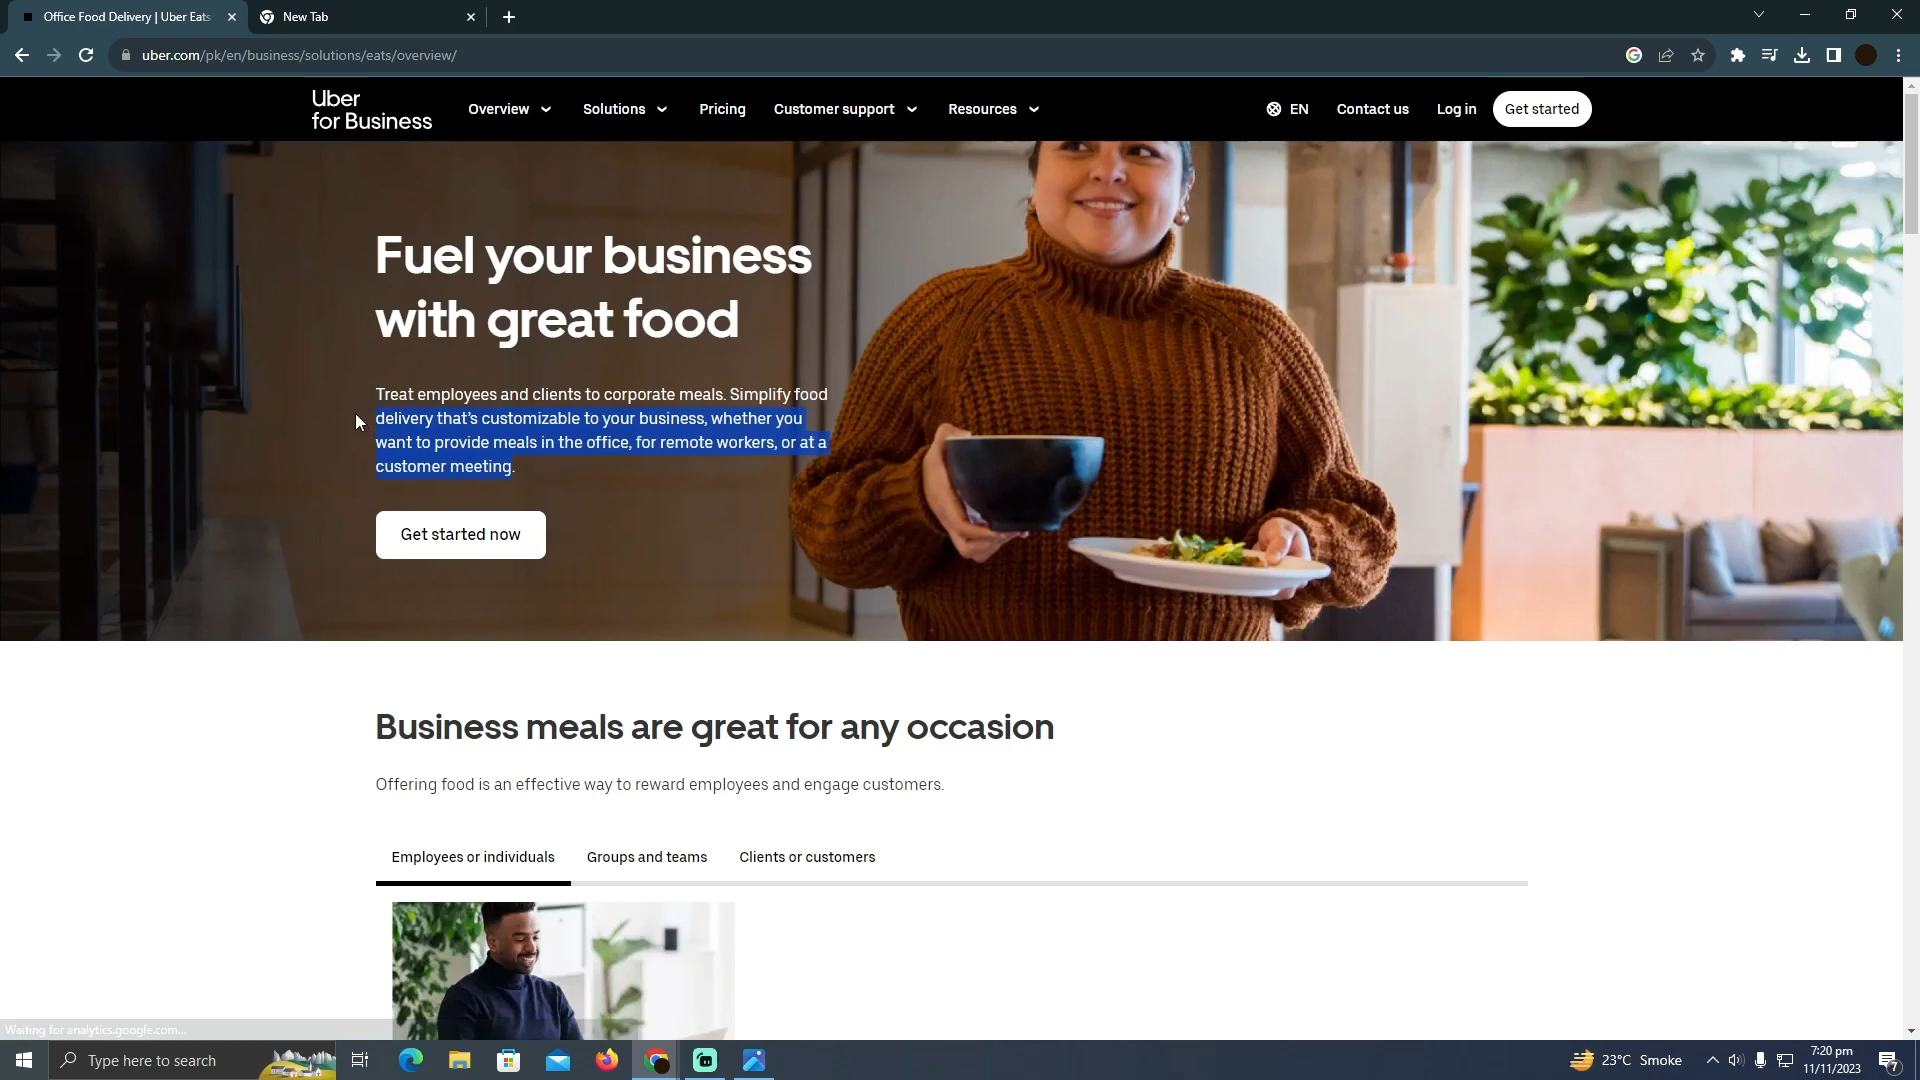 Office Food Delivery | Uber Eats
New Tab
uber.com/pk/en/business/solutions/eats/overview/
Uber
for Business
Overview
Solutions
Pricing
Customer support
Resources
EN
Contact us
Log in
Get started
Fuel your business
with great food
Treat employees and clients to corporate meals. Simplify food
delivery that's customizable to your business, whether you
want to provide meals in the office, for remote workers, or at a
customer meeting.
Get started now
Business meals are great for any occasion
Offering food is an effective way to reward employees and engage customers.
Employees or individuals
Groups and teams
Clients or customers
Waiting for analytics.google.com...
Type here to search
23°C Smoke
7:20 pm
11/11/2023
7